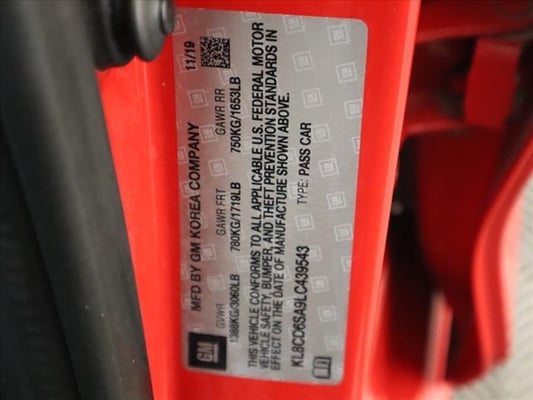 MFD BY GM KOREA COMPANY 11/19
GVWR GAWR FRT GAWR RR
1388KG/3060LB 780KG/1719LB 750KG/1653LB
THIS VEHICLE CONFORMS TO ALL APPLICABLE U.S. FEDERAL MOTOR
VEHICLE SAFETY, BUMPER, AND THEFT PREVENTION STANDARDS IN
EFFECT ON THE DATE OF MANUFACTURE SHOWN ABOVE.
KL8CD6SA9LC439543 TYPE: PASS CAR
GM